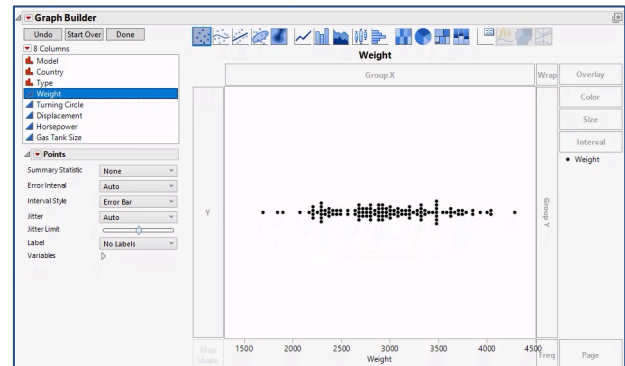 Graph Builder
Undo Start Over Done
8 Columns
Model
Country
Type
Weight
Turning Circle
Displacement
Horsepower
Gas Tank Size
Points
Summary Statistic None
Error Interval Auto
Interval Style Error Bar
Jitter Auto
Jitter Limit
Label No Labels
Variables
Weight
Group X
Wrap
Overlay
Color
Size
Interval
Weight
Y
Group Y
Map Shape
1500 2000 2500 3000 3500 4000 4500
Weight
Freq
Page